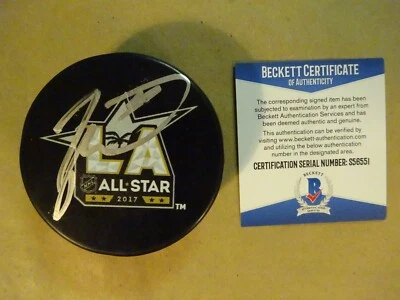 LA
NHL
ALL★STAR
★★ 2017 ★★
TM
BECKETT CERTIFICATE
OF AUTHENTICITY
The corresponding signed item has been
subjected to examination by an expert from
Beckett Authentication Services and has
been deemed authentic and genuine.
This authentication can be verified by
visiting www.beckett-authentication.com
and utilizing the below authentication
number in the designated area.
CERTIFICATION SERIAL NUMBER: S56551
BECKETT
B